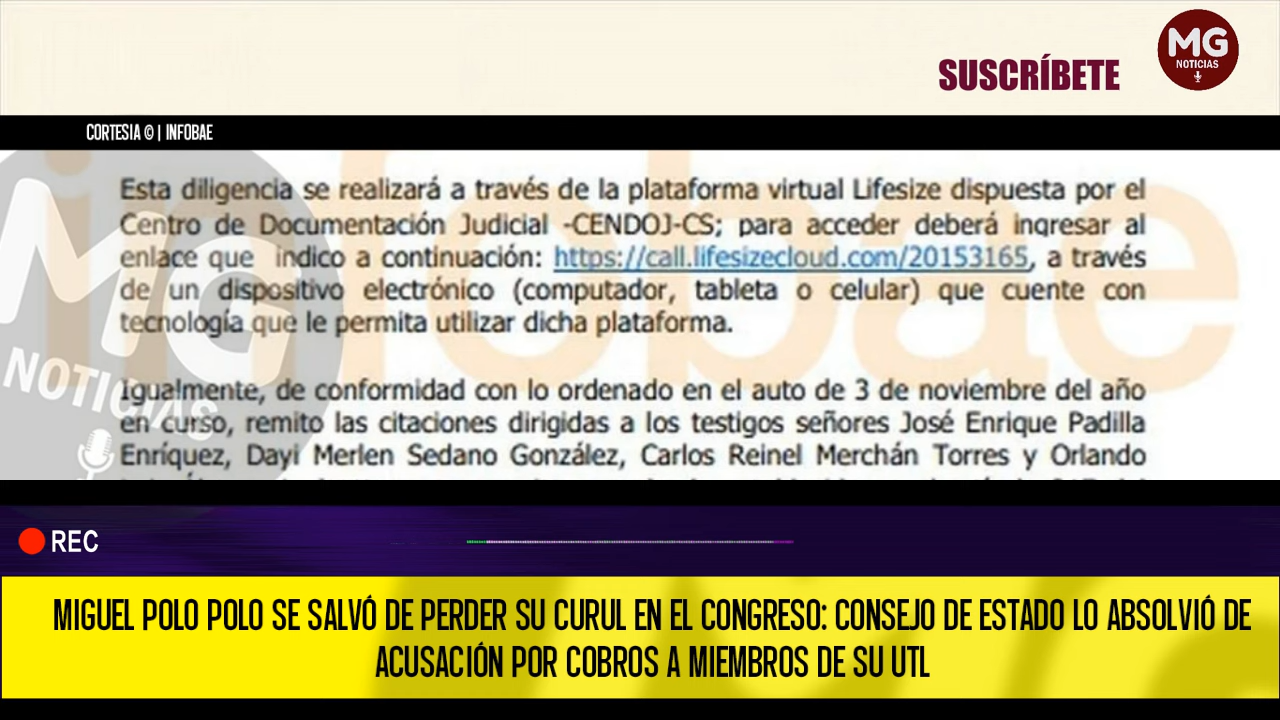 SUSCRÍBETE
MG
NOTICIAS
CORTESIA © | INFOBAE
infobae
MG
NOTICIAS
Esta diligencia se realizará a través de la plataforma virtual Lifesize dispuesta por el
Centro de Documentación Judicial -CENDOJ-CS; para acceder deberá ingresar al
enlace que indico a continuación: https://call.lifesizecloud.com/20153165, a través
de un dispositivo electrónico (computador, tableta o celular) que cuente con
tecnología que le permita utilizar dicha plataforma.
Igualmente, de conformidad con lo ordenado en el auto de 3 de noviembre del año
en curso, remito las citaciones dirigidas a los testigos señores José Enrique Padilla
Enríquez, Dayi Merlen Sedano González, Carlos Reinel Merchán Torres y Orlando
REC
MIGUEL POLO POLO SE SALVÓ DE PERDER SU CURUL EN EL CONGRESO: CONSEJO DE ESTADO LO ABSOLVIÓ DE
ACUSACIÓN POR COBROS A MIEMBROS DE SU UTL